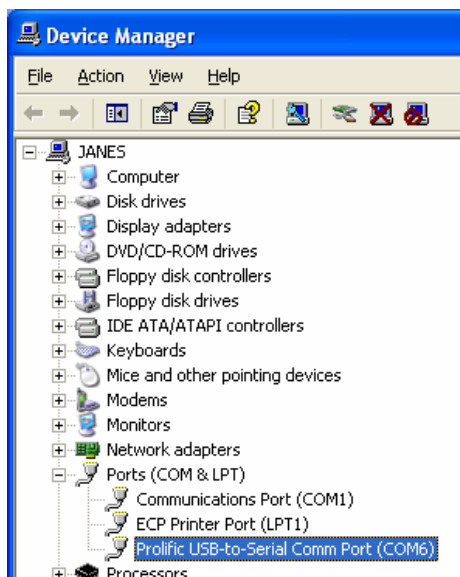 Device Manager
File Action View Help
JANES
Computer
Disk drives
Display adapters
DVD/CD-ROM drives
Floppy disk controllers
Floppy disk drives
IDE ATA/ATAPI controllers
Keyboards
Mice and other pointing devices
Modems
Monitors
Network adapters
Ports (COM & LPT)
Communications Port (COM1)
ECP Printer Port (LPT1)
Prolific USB-to-Serial Comm Port (COM6)
Processors